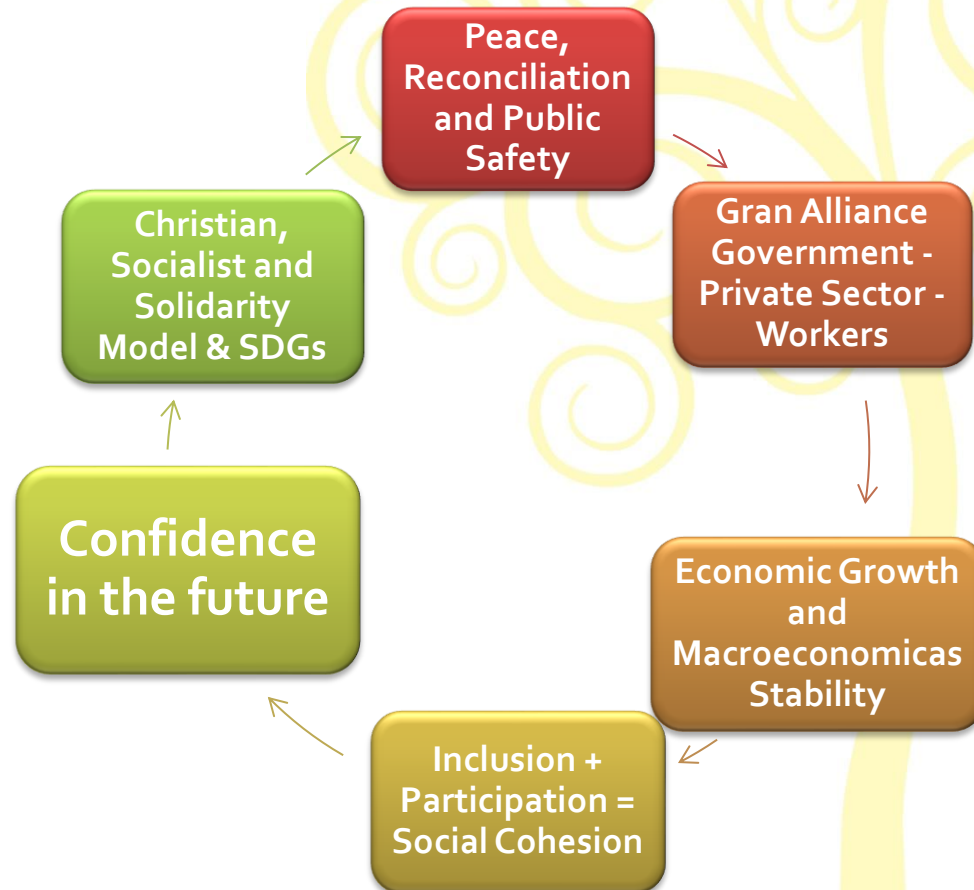 Peace,
Reconciliation
and Public
Safety
Gran Alliance
Government -
Private Sector -
Workers
Economic Growth
and
Macroeconomicas
Stability
Inclusion +
Participation =
Social Cohesion
Confidence
in the future
Christian,
Socialist and
Solidarity
Model & SDGs